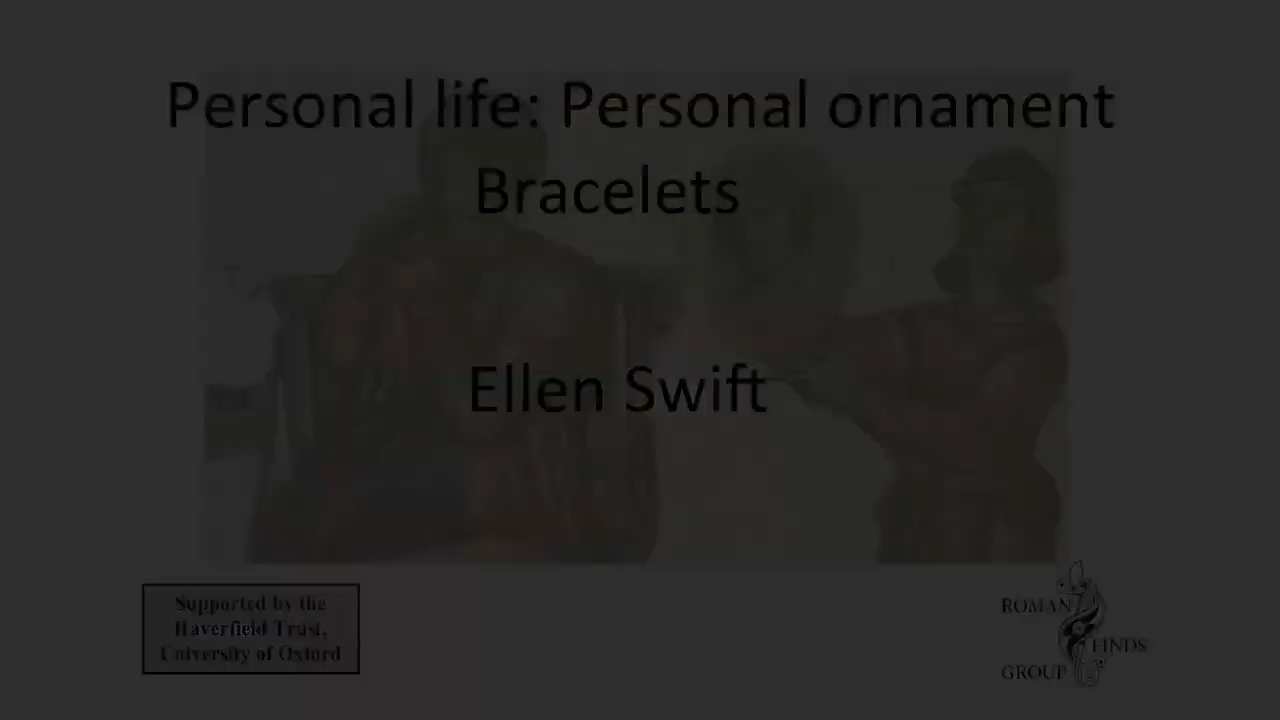 Personal life: Personal ornament
Bracelets
Ellen Swift
Supported by the
Haverfield Trust,
University of Oxford
ROMAN
FINDS
GROUP